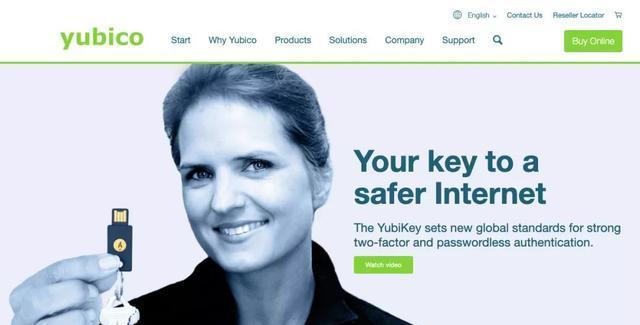 English
Contact Us
Reseller Locator
yubico
Start
Why Yubico
Products
Solutions
Company
Support
Buy Online
Your key to a
safer Internet
The YubiKey sets new global standards for strong
two-factor and passwordless authentication.
Watch video